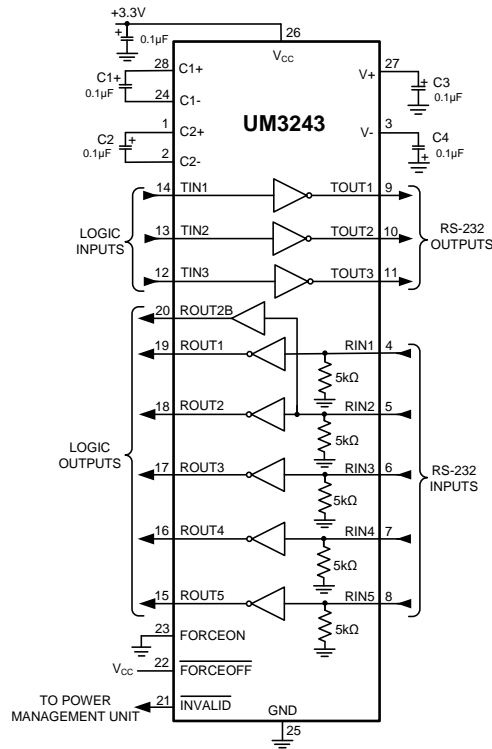 +3.3V
0.1μF
26
VCC
28 C1+
C1+
0.1μF
24 C1-
1 C2+
C2
0.1μF
2 C2-
UM3243
27
V+
C3
0.1μF
3
V-
C4
0.1μF
14 TIN1 TOUT1 9
13 TIN2 TOUT2 10
12 TIN3 TOUT3 11
LOGIC
INPUTS
RS-232
OUTPUTS
20 ROUT2B
19 ROUT1 RIN1 4
5kΩ
18 ROUT2 RIN2 5
5kΩ
LOGIC
OUTPUTS
17 ROUT3 RIN3 6
5kΩ
RS-232
INPUTS
16 ROUT4 RIN4 7
5kΩ
15 ROUT5 RIN5 8
5kΩ
23 FORCEON
VCC 22 FORCEOFF
21 INVALID
TO POWER
MANAGEMENT UNIT
GND
25